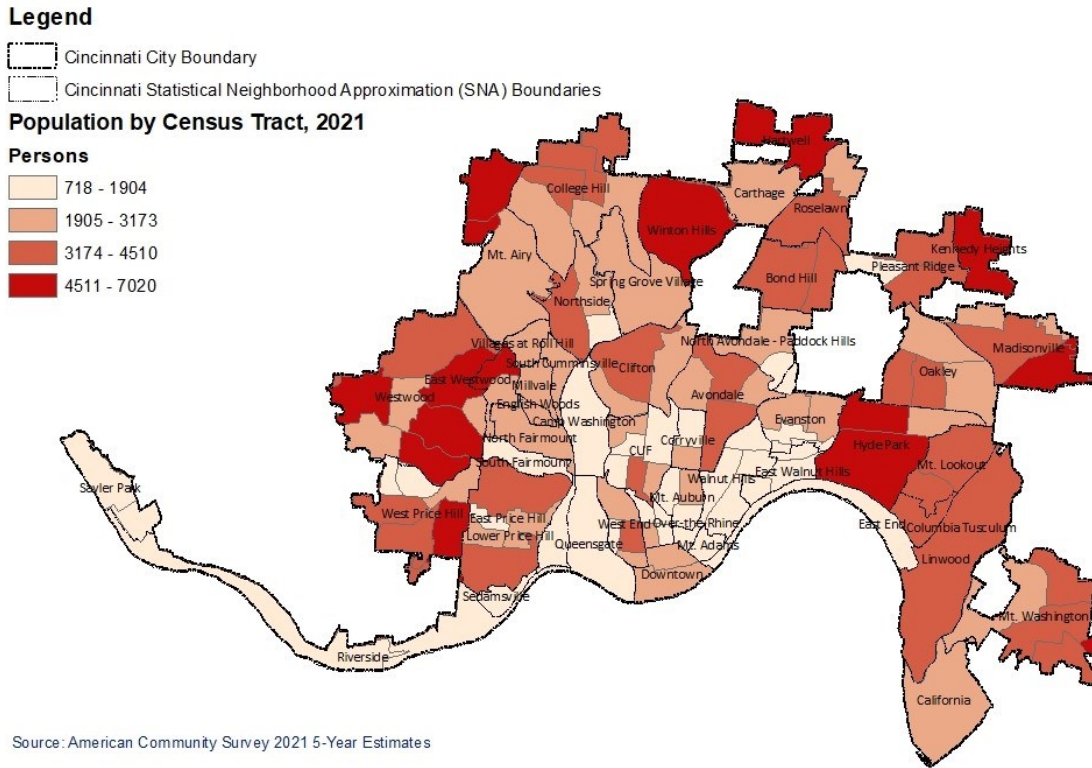 Legend
Cincinnati City Boundary
Cincinnati Statistical Neighborhood Approximation (SNA) Boundaries
Population by Census Tract, 2021
Persons
718 - 1904
1905 - 3173
3174 - 4510
4511 - 7020
Hartwell
College Hill
Carthage
Roselawn
Winton Hills
Mt. Airy
Kennedy Heights
Pleasant Ridge
Bond Hill
Spring Grove Village
Northside
Villages at Roll Hill
North Avondale - Paddock Hills
Madisonville
South Cumminsville
Clifton
Oakley
East Westwood
Millvale
Westwood
Avondale
English Woods
Camp Washington
Evanston
North Fairmount
Corryville
CUF
Hyde Park
South Fairmount
Mt. Lookout
East Walnut Hills
Walnut Hills
Sayler Park
Mt. Auburn
West Price Hill
East Price Hill
West End
Over-the-Rhine
East End
Columbia Tusculum
Lower Price Hill
Queensgate
Mt. Adams
Linwood
Downtown
Sedamsville
Mt. Washington
Riverside
California
Source: American Community Survey 2021 5-Year Estimates